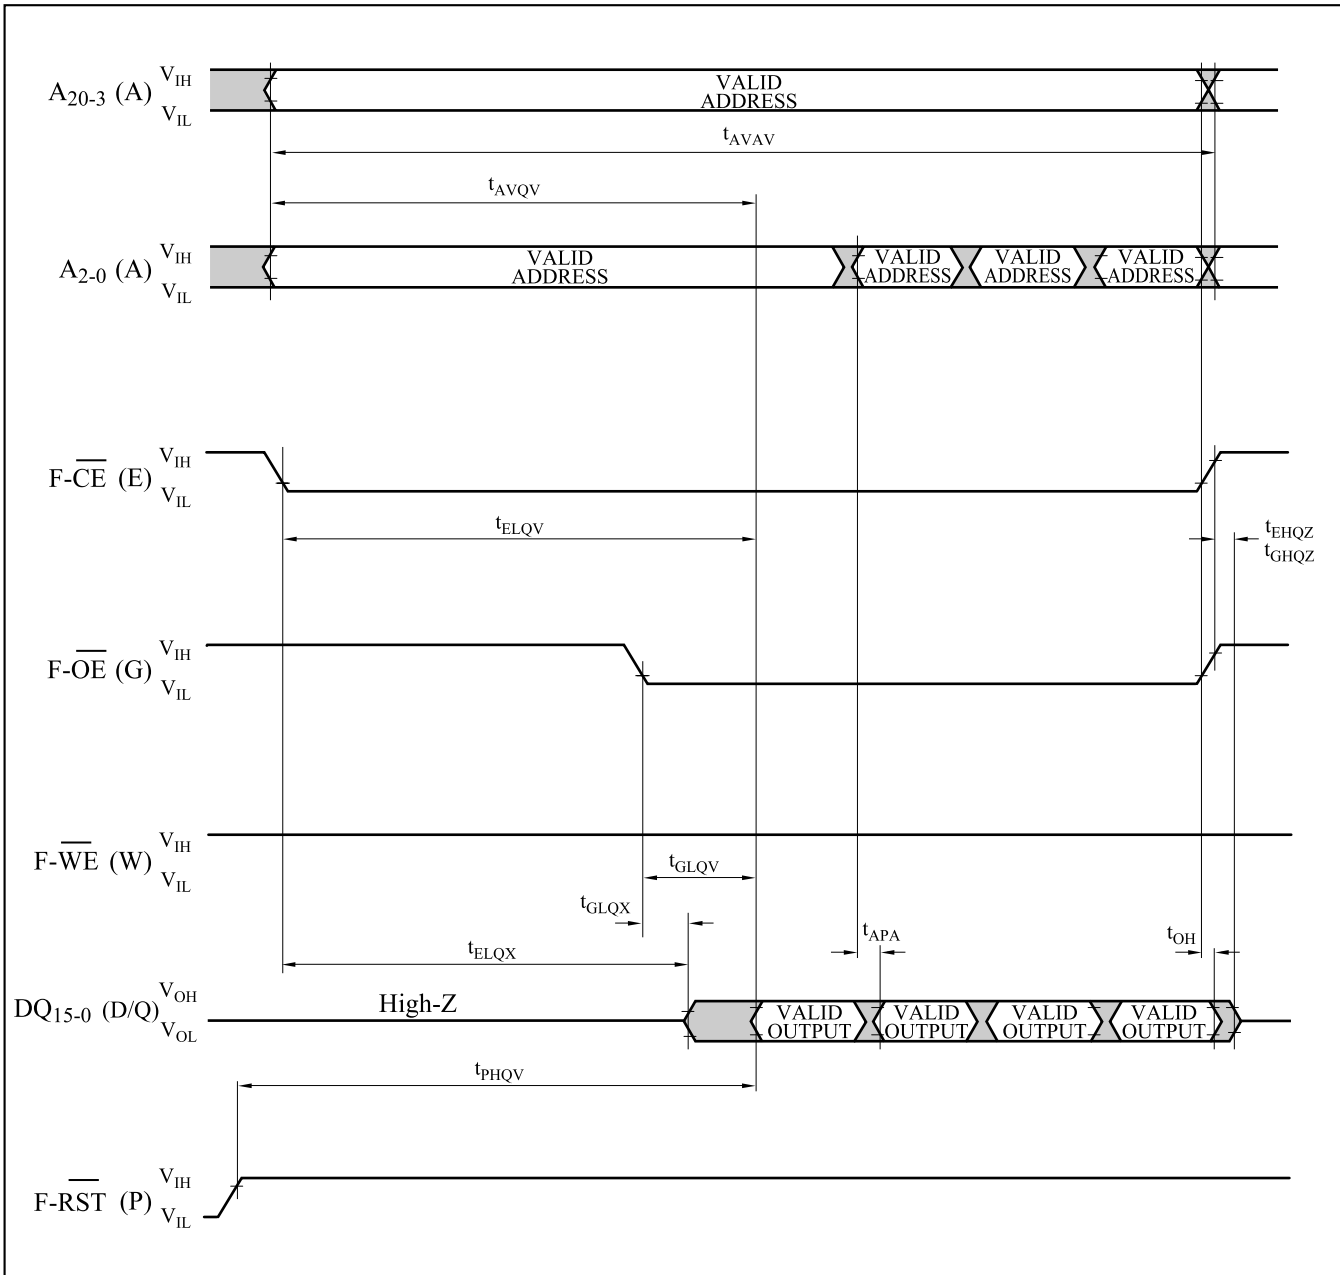 A20-3 (A) VIH VALID
VIL ADDRESS
tAVAV
tAVQV
A2-0 (A) VIH VALID VALID VALID VALID
VIL ADDRESS ADDRESS ADDRESS ADDRESS
F-CE (E) VIH
VIL
tELQV tEHQZ
tGHQZ
F-OE (G) VIH
VIL
F-WE (W) VIH
VIL
tGLQV
tGLQX
tELQX tAPA tOH
DQ15-0 (D/Q) VOH High-Z VALID VALID VALID VALID
VOL OUTPUT OUTPUT OUTPUT OUTPUT
tPHQV
F-RST (P) VIH
VIL